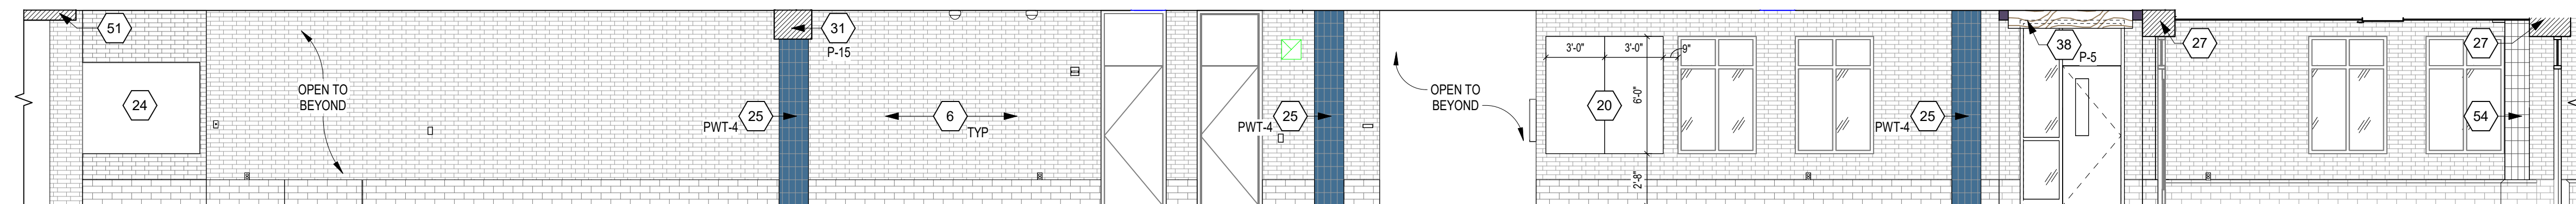 51
24
OPEN TO
BEYOND
PWT-4
25
31
P-15
6
TYP
PWT-4
25
OPEN TO
BEYOND
3'-0"
3'-0"
9"
20
6'-0"
2'-8"
PWT-4
25
38
P-5
27
27
54